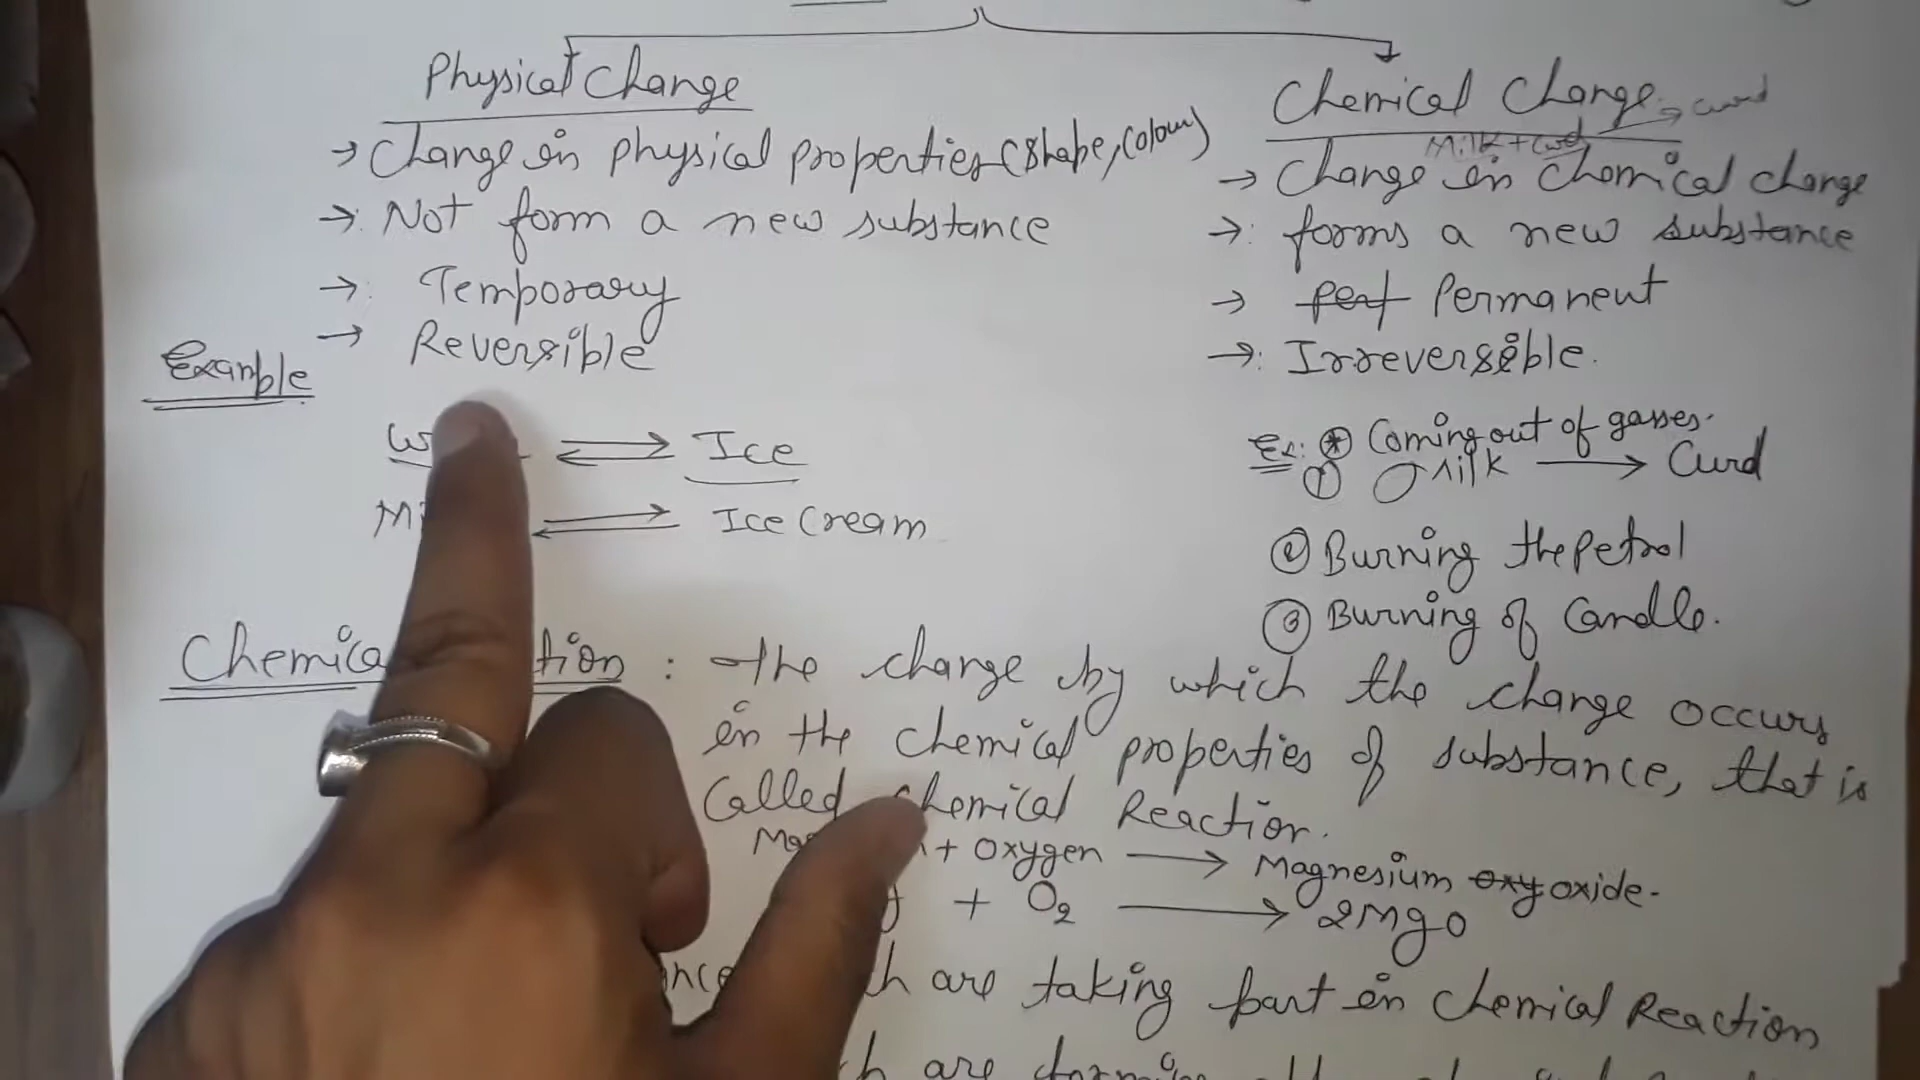 Physical Change
→ Change in physical properties (Shape, Colour)
→ Not form a new substance
→ Temporary
→ Reversible
Example
⇌ Ice
⇌ Ice Cream
Chemical Change → curd
Milk + Curd
→ Change in Chemical change
→ forms a new substance
→ Permanent
→ Irreversible.
Ex: * Coming out of gasses.
① Milk → Curd
② Burning the petrol
③ Burning of Candle.
: The change by which the change occurs
in the chemical properties of substance, that is
Called chemical Reaction.
+ Oxygen → Magnesium oxy oxide.
+ O₂ → 2MgO
are taking part in Chemical Reaction
are